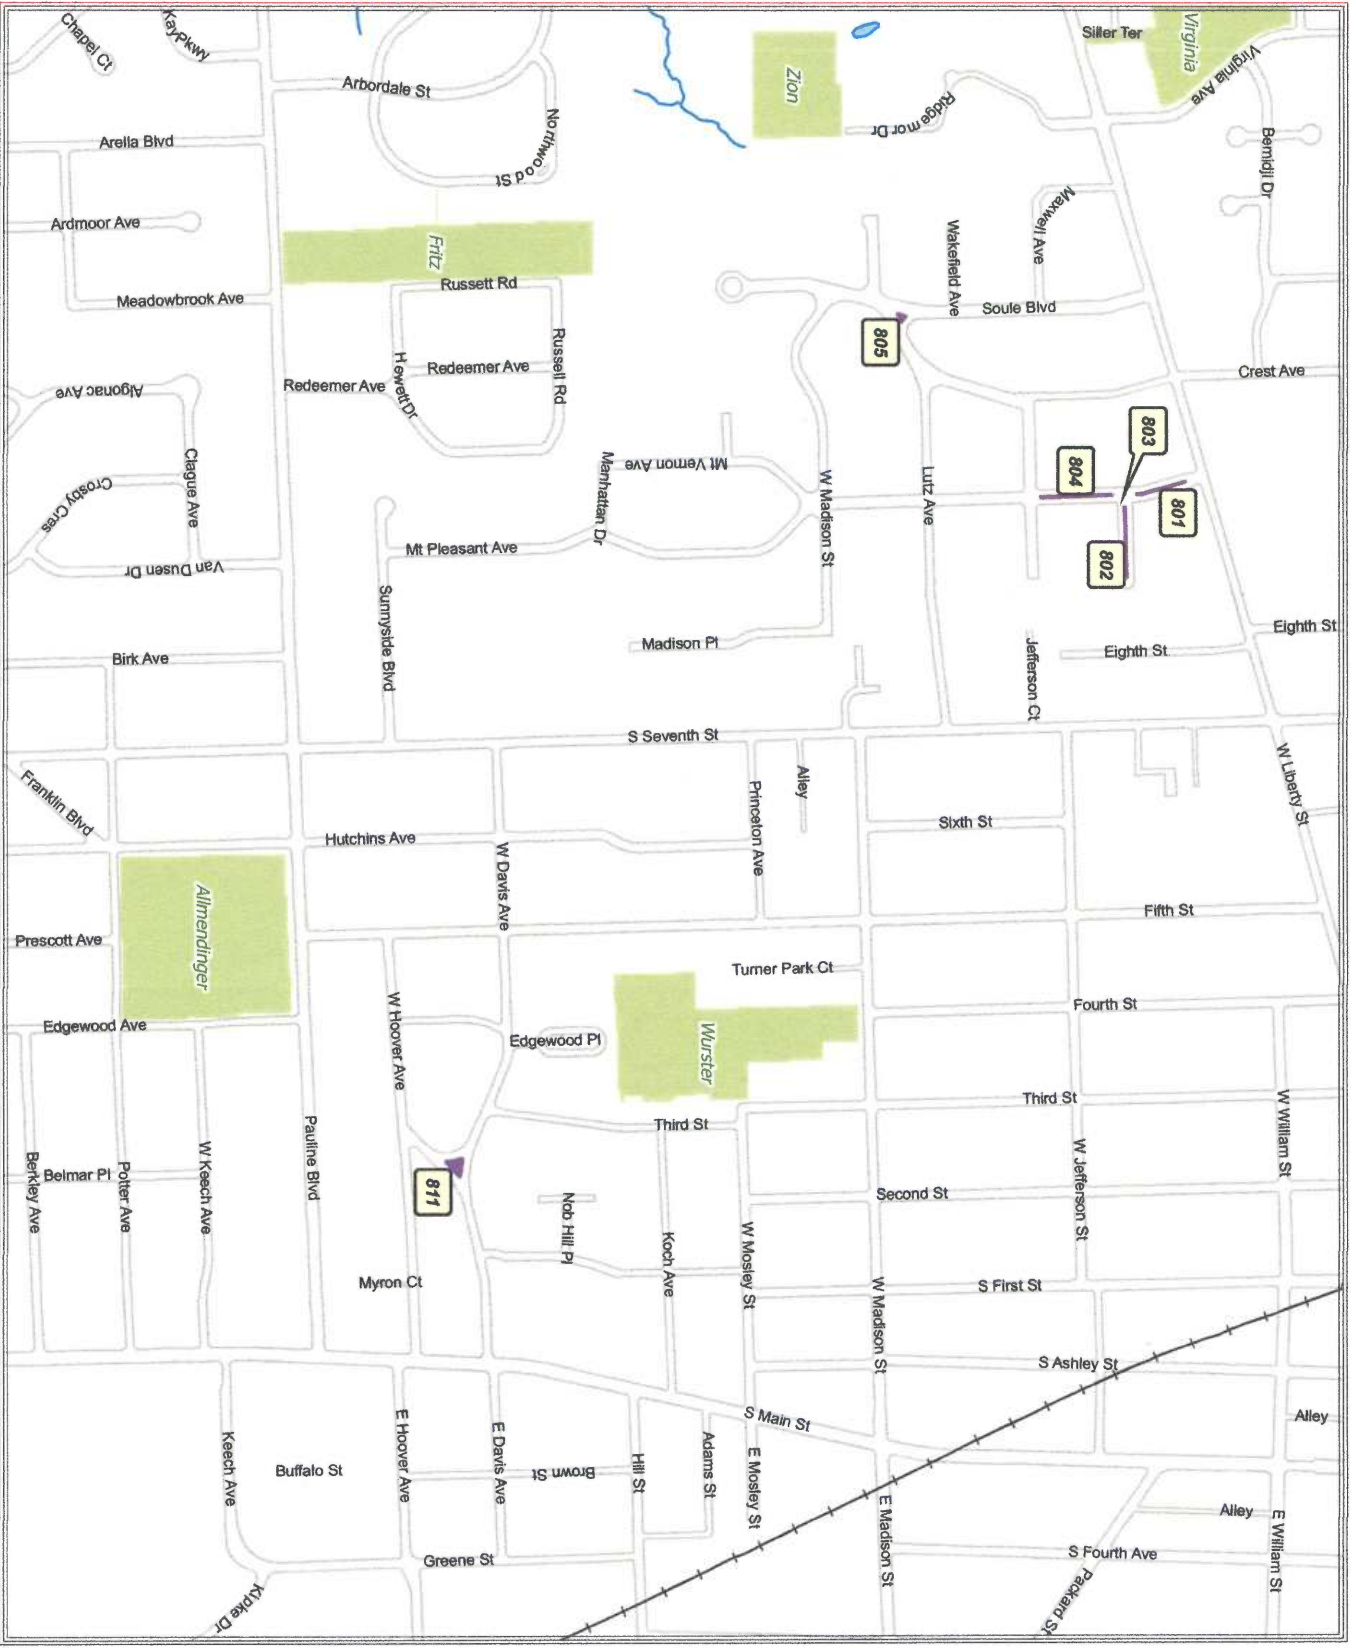 Chapel Ct
Kay Pkwy
Siller Ter
Virginia
Virginia Ave
Arbordale St
Zion
Ridgemor Dr
Northwood St
Arella Blvd
Bemidji Dr
Ardmoor Ave
Fritz
Wakefield Ave
Maxwell Ave
Russett Rd
Meadowbrook Ave
Soule Blvd
805
Russell Rd
Redeemer Ave
Redeemer Ave
Hewett Dr
Crest Ave
Algonac Ave
803
804
801
802
Clague Ave
Crosby Cres
Manhattan Dr
Mt Vernon Ave
W Madison St
Lutz Ave
Mt Pleasant Ave
Van Dusen Dr
Sunnyside Blvd
Eighth St
Eighth St
Madison Pl
Birk Ave
Jefferson Ct
S Seventh St
W Liberty St
Franklin Blvd
Alley
Princeton Ave
Sixth St
Hutchins Ave
W Davis Ave
Allmendinger
Fifth St
Prescott Ave
Turner Park Ct
Fourth St
Edgewood Ave
W Hoover Ave
Edgewood Pl
Wurster
Third St
Third St
W William St
Pauline Blvd
W Jefferson St
Berkley Ave
Belmar Pl
Potter Ave
W Keech Ave
811
Second St
Nob Hill Pl
Koch Ave
W Mosley St
Myron Ct
S First St
W Madison St
S Ashley St
S Main St
Alley
Keech Ave
Buffalo St
E Hoover Ave
E Davis Ave
Brown St
Hill St
Adams St
E Mosley St
E Madison St
Alley
E William St
Greene St
S Fourth Ave
Kipke Dr
Packard St